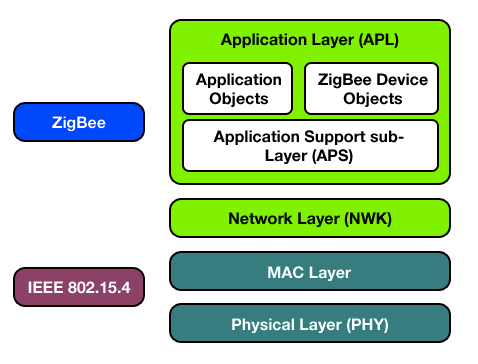 Application Layer (APL)
Application
Objects
ZigBee Device
Objects
ZigBee
Application Support sub-
Layer (APS)
Network Layer (NWK)
MAC Layer
IEEE 802.15.4
Physical Layer (PHY)